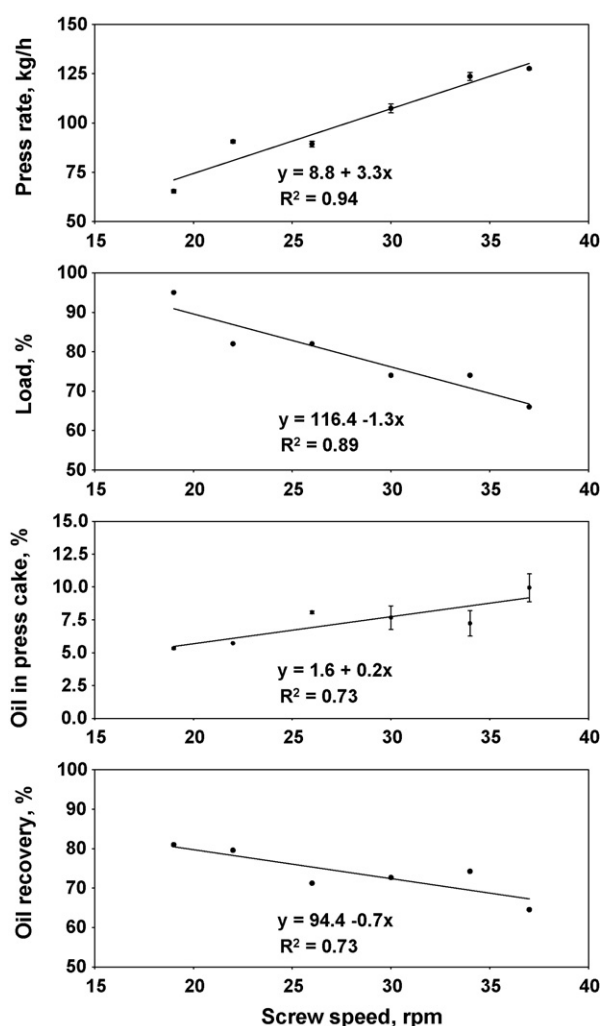 150
125
Press rate, kg/h
100
75
y = 8.8 + 3.3x
R² = 0.94
50
15 20 25 30 35 40
100
90
Load, %
80
70
60
y = 116.4 -1.3x
R² = 0.89
50
15 20 25 30 35 40
15.0
12.5
Oil in press cake, %
10.0
7.5
5.0
2.5
y = 1.6 + 0.2x
R² = 0.73
0.0
15 20 25 30 35 40
100
90
Oil recovery, %
80
70
60
y = 94.4 -0.7x
R² = 0.73
50
15 20 25 30 35 40
Screw speed, rpm